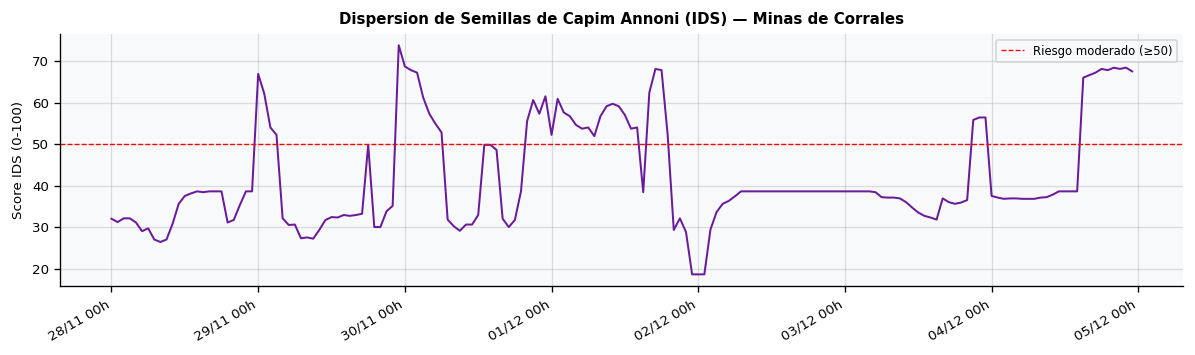 Dispersion de Semillas de Capim Annoni (IDS) — Minas de Corrales
Riesgo moderado (≥50)
Score IDS (0-100)
70
60
50
40
30
20
28/11 00h
29/11 00h
30/11 00h
01/12 00h
02/12 00h
03/12 00h
04/12 00h
05/12 00h